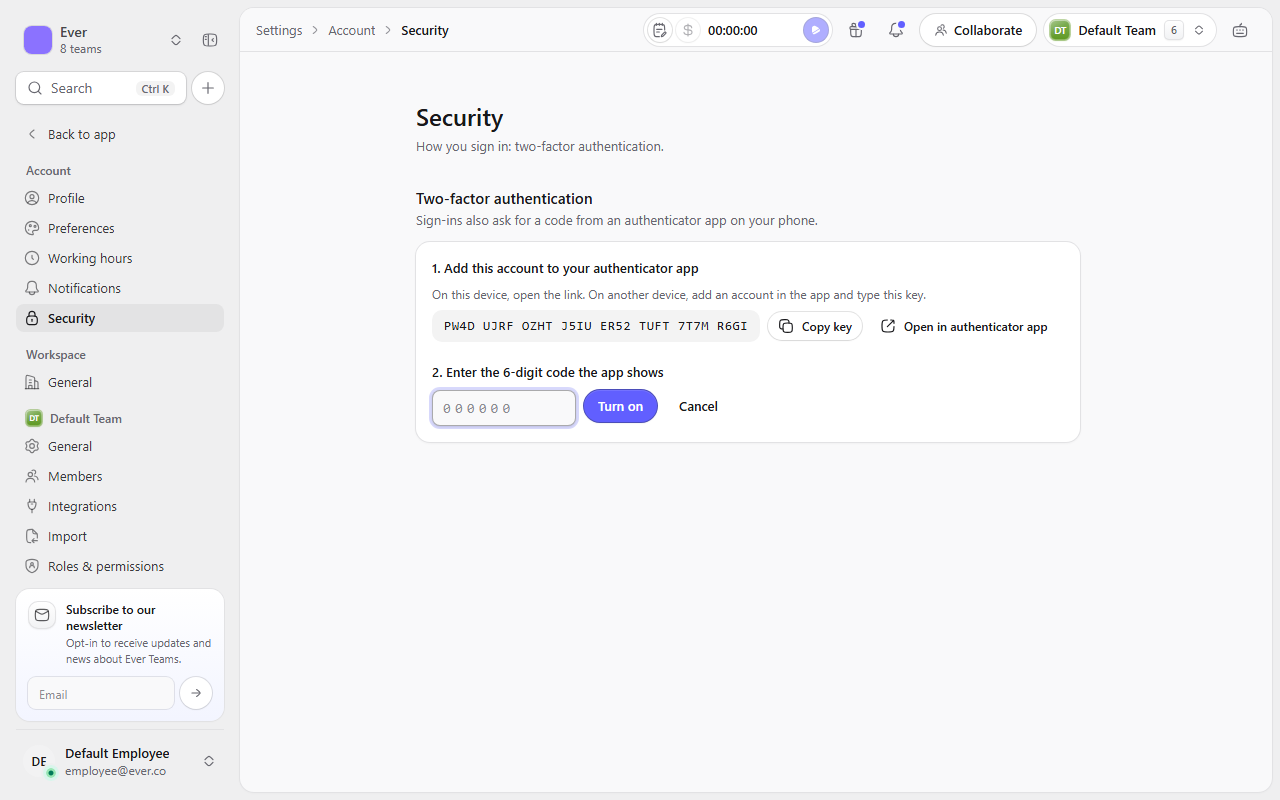 Ever
8 teams
Search
Ctrl K
Back to app
Account
Profile
Preferences
Working hours
Notifications
Security
Workspace
General
DT
Default Team
General
Members
Integrations
Import
Roles & permissions
Subscribe to our
newsletter
Opt-in to receive updates and
news about Ever Teams.
Email
DE
Default Employee
employee@ever.co
Settings
Account
Security
$
00:00:00
Collaborate
DT
Default Team
6
Security
How you sign in: two-factor authentication.
Two-factor authentication
Sign-ins also ask for a code from an authenticator app on your phone.
1. Add this account to your authenticator app
On this device, open the link. On another device, add an account in the app and type this key.
PW4D UJRF OZHT J5IU ER52 TUFT 7T7M R6GI
Copy key
Open in authenticator app
2. Enter the 6-digit code the app shows
000000
Turn on
Cancel